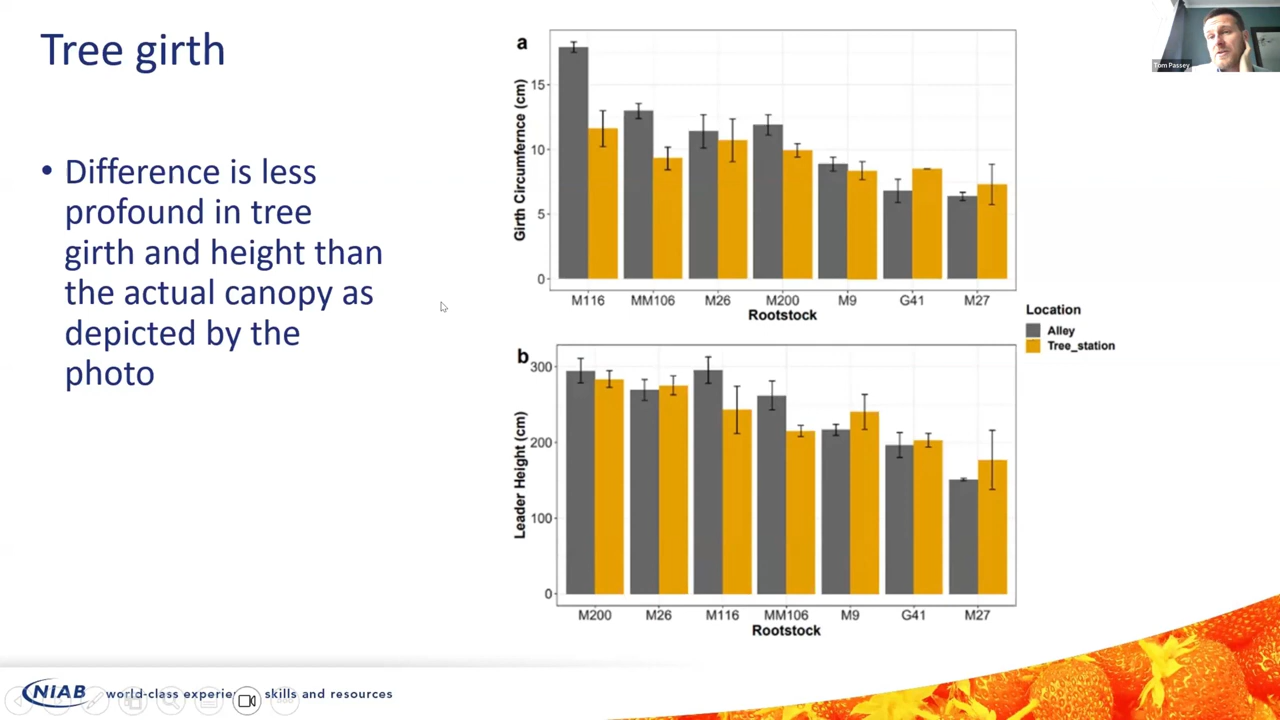 Tree girth
• Difference is less
profound in tree
girth and height than
the actual canopy as
depicted by the
photo
a
Girth Circumfernce (cm)
15
10
5
0
M116 MM106 M26 M200 M9 G41 M27
Rootstock
b
Leader Height (cm)
300
200
100
0
M200 M26 M116 MM106 M9 G41 M27
Rootstock
Location
Alley
Tree_station
Tom Passey
NIAB
world-class skills and resources